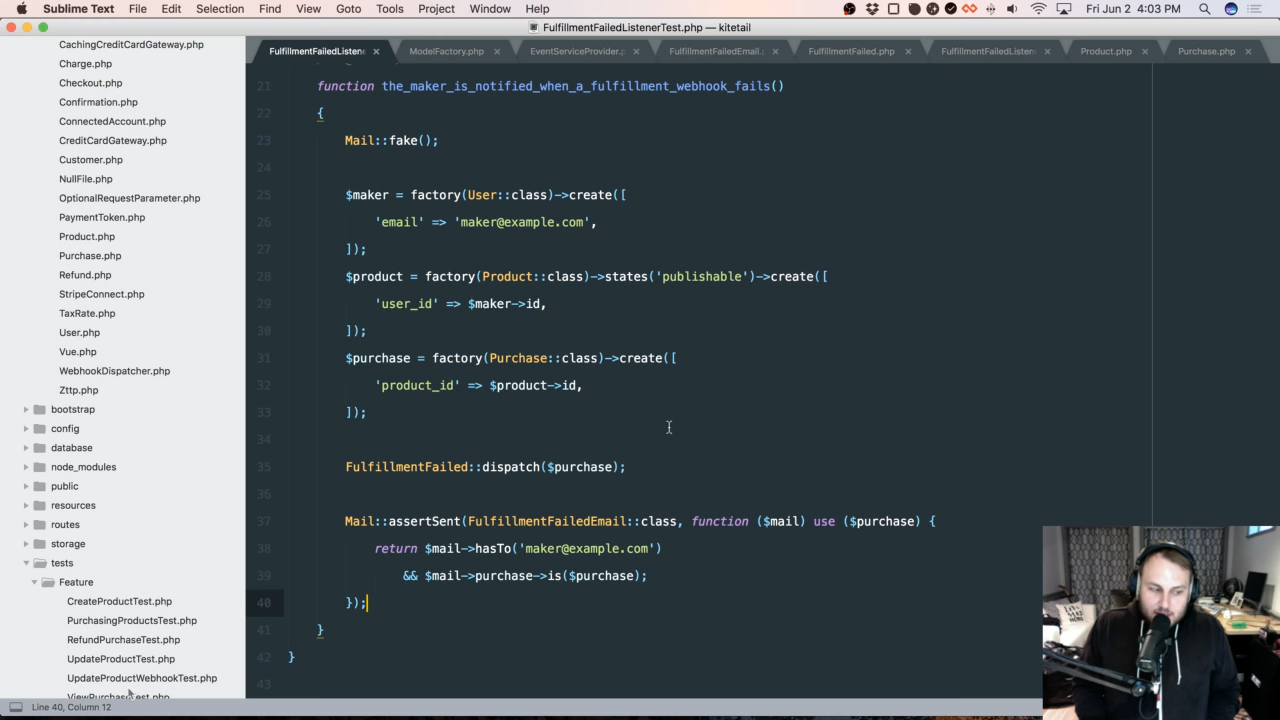 Sublime Text File Edit Selection Find View Goto Tools Project Window Help Fri Jun 2 4:03 PM
FulfillmentFailedListenerTest.php — kitetail
FulfillmentFailedListene × ModelFactory.php × EventServiceProvider.p × FulfillmentFailedEmail. × FulfillmentFailed.php × FulfillmentFailedListen × Product.php × Purchase.php ×
CachingCreditCardGateway.php
Charge.php
Checkout.php
Confirmation.php
ConnectedAccount.php
CreditCardGateway.php
Customer.php
NullFile.php
OptionalRequestParameter.php
PaymentToken.php
Product.php
Purchase.php
Refund.php
StripeConnect.php
TaxRate.php
User.php
Vue.php
WebhookDispatcher.php
Zttp.php
bootstrap
config
database
node_modules
public
resources
routes
storage
tests
Feature
CreateProductTest.php
PurchasingProductsTest.php
RefundPurchaseTest.php
UpdateProductTest.php
UpdateProductWebhookTest.php
21 function the_maker_is_notified_when_a_fulfillment_webhook_fails()
22 {
23 Mail::fake();
24
25 $maker = factory(User::class)->create([
26 'email' => 'maker@example.com',
27 ]);
28 $product = factory(Product::class)->states('publishable')->create([
29 'user_id' => $maker->id,
30 ]);
31 $purchase = factory(Purchase::class)->create([
32 'product_id' => $product->id,
33 ]);
34
35 FulfillmentFailed::dispatch($purchase);
36
37 Mail::assertSent(FulfillmentFailedEmail::class, function ($mail) use ($purchase) {
38 return $mail->hasTo('maker@example.com')
39 && $mail->purchase->is($purchase);
40 });
41 }
42 }
43
Line 40, Column 12